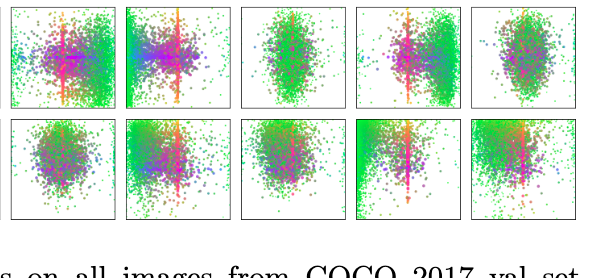 s on all images from COCO 2017 val set